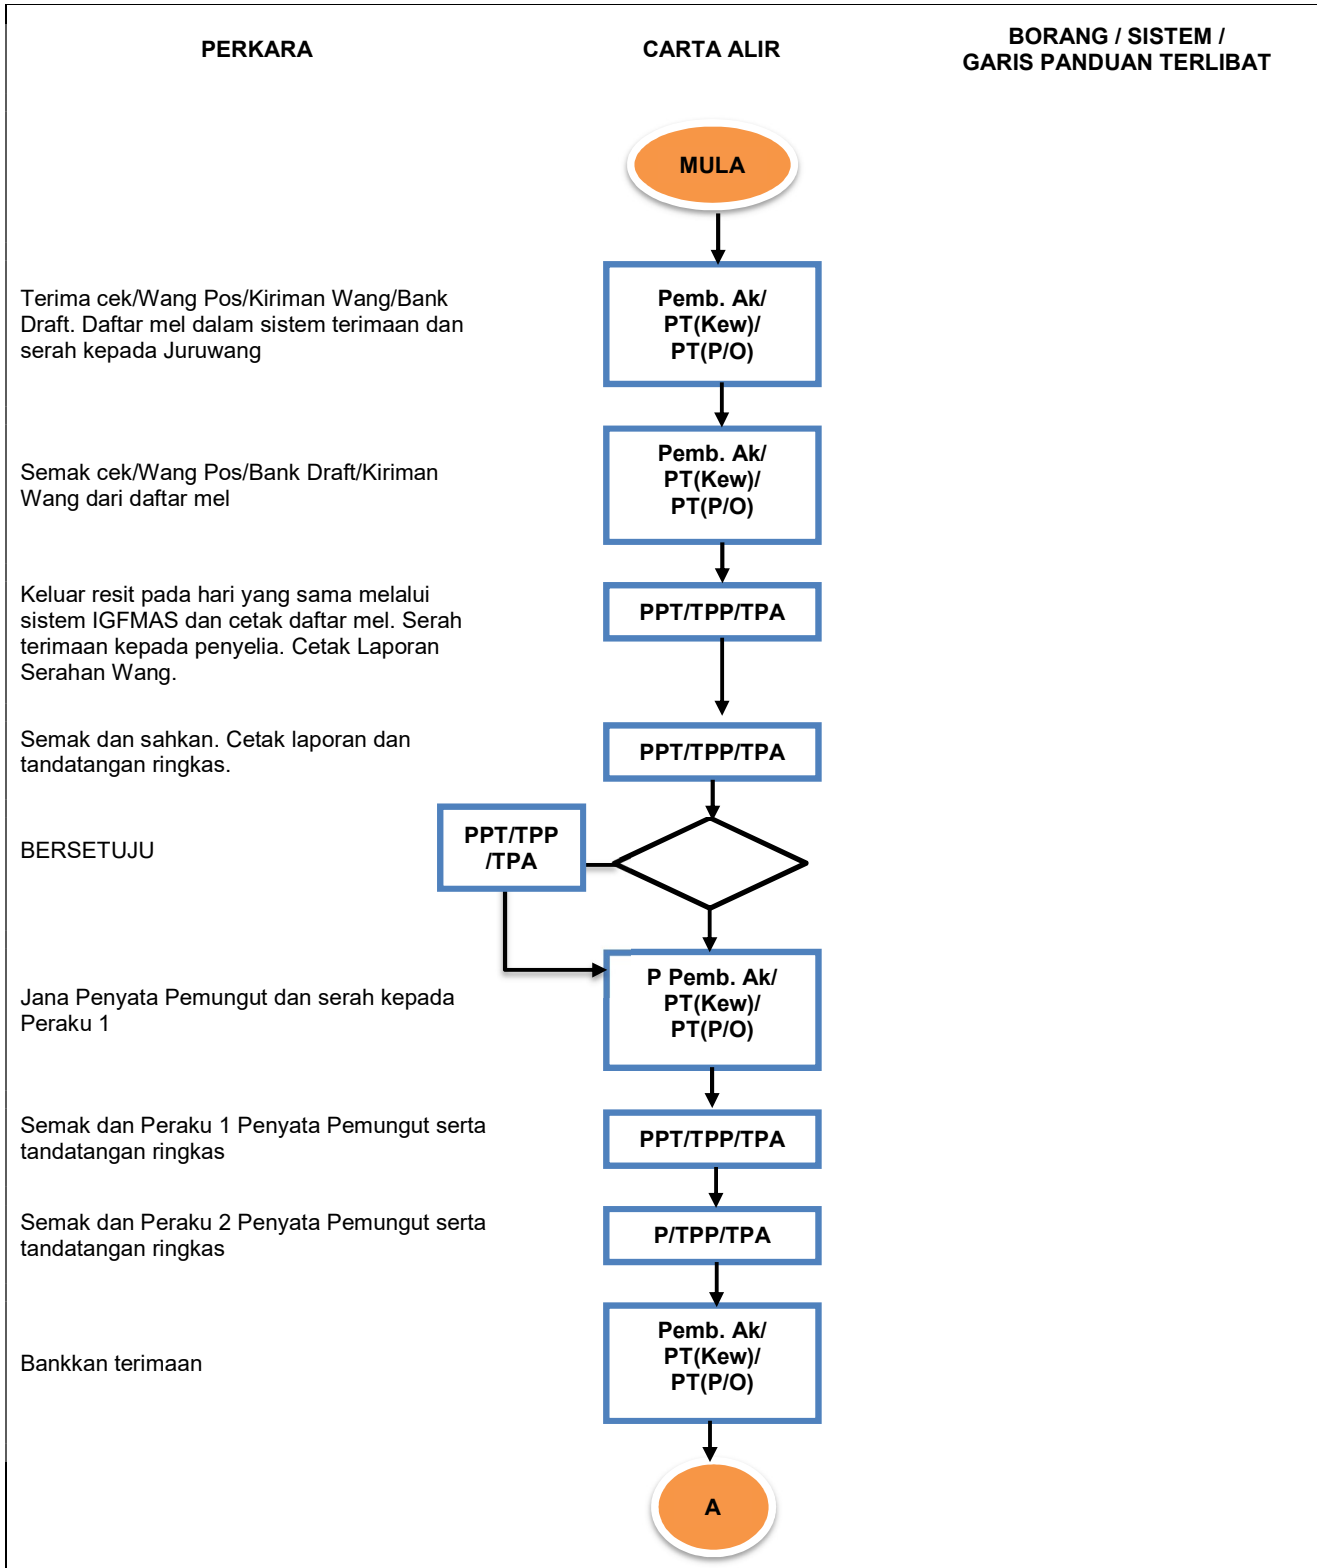 PERKARA
CARTA ALIR
BORANG / SISTEM /
GARIS PANDUAN TERLIBAT
MULA
Terima cek/Wang Pos/Kiriman Wang/Bank
Draft. Daftar mel dalam sistem terimaan dan
serah kepada Juruwang
Pemb. Ak/
PT(Kew)/
PT(P/O)
Semak cek/Wang Pos/Bank Draft/Kiriman
Wang dari daftar mel
Pemb. Ak/
PT(Kew)/
PT(P/O)
Keluar resit pada hari yang sama melalui
sistem IGFMAS dan cetak daftar mel. Serah
terimaan kepada penyelia. Cetak Laporan
Serahan Wang.
PPT/TPP/TPA
Semak dan sahkan. Cetak laporan dan
tandatangan ringkas.
PPT/TPP/TPA
BERSETUJU
PPT/TPP
/TPA
Jana Penyata Pemungut dan serah kepada
Peraku 1
P Pemb. Ak/
PT(Kew)/
PT(P/O)
Semak dan Peraku 1 Penyata Pemungut serta
tandatangan ringkas
PPT/TPP/TPA
Semak dan Peraku 2 Penyata Pemungut serta
tandatangan ringkas
P/TPP/TPA
Bankkan terimaan
Pemb. Ak/
PT(Kew)/
PT(P/O)
A